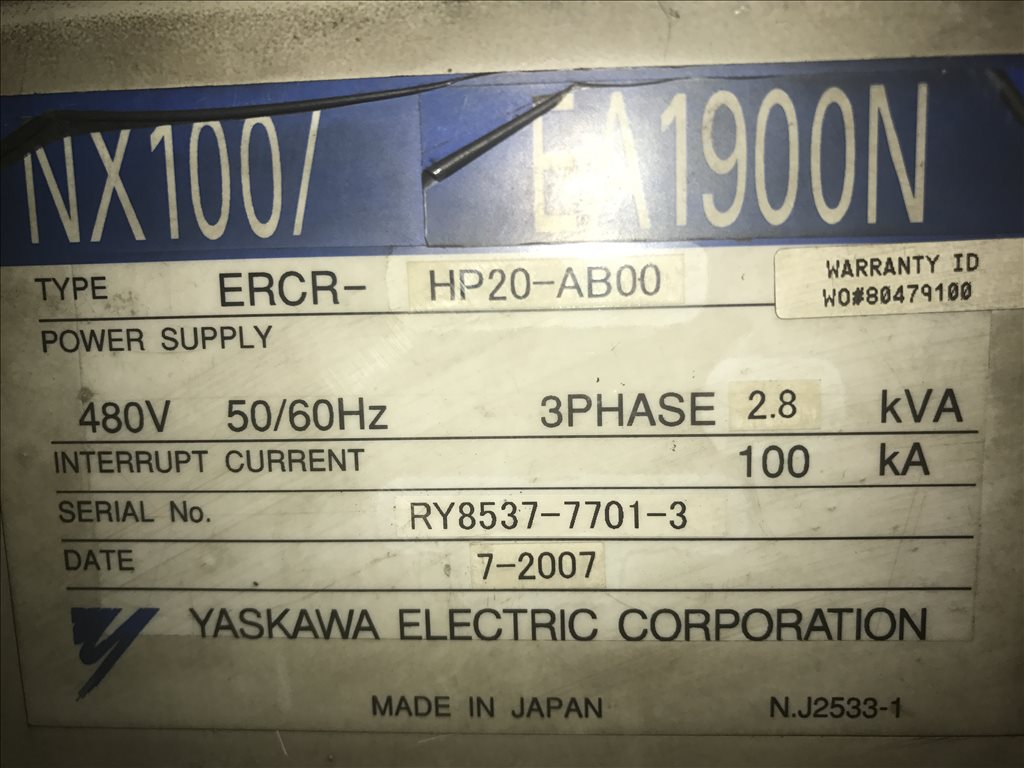 NX100/ EA1900N
TYPE ERCR- HP20-AB00
WARRANTY ID
WO#80479100
POWER SUPPLY
480V 50/60Hz 3PHASE 2.8 kVA
INTERRUPT CURRENT 100 kA
SERIAL No. RY8537-7701-3
DATE 7-2007
YASKAWA ELECTRIC CORPORATION
MADE IN JAPAN N.J2533-1